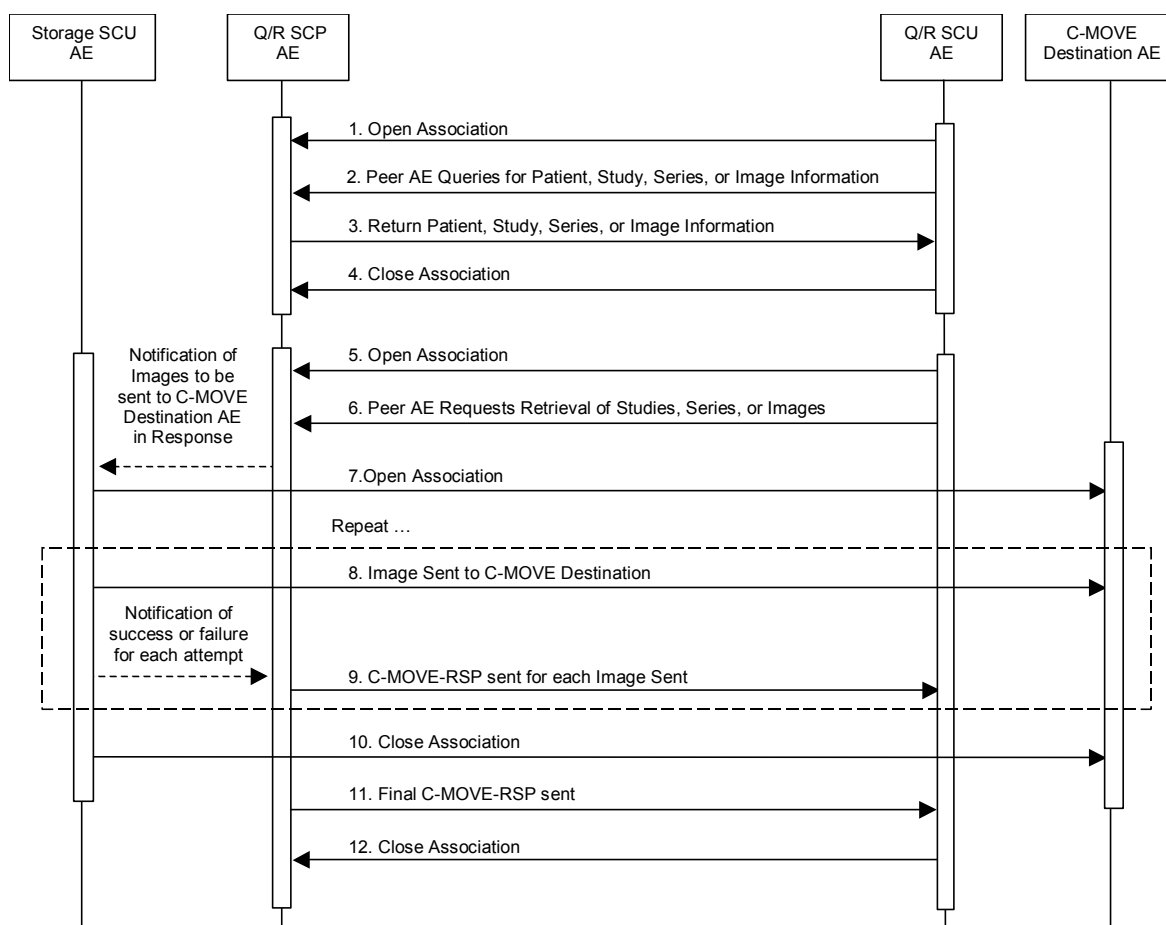 Storage SCU
AE
Q/R SCP
AE
Q/R SCU
AE
C-MOVE
Destination AE
1. Open Association
2. Peer AE Queries for Patient, Study, Series, or Image Information
3. Return Patient, Study, Series, or Image Information
4. Close Association
Notification of
Images to be
sent to C-MOVE
Destination AE
in Response
5. Open Association
6. Peer AE Requests Retrieval of Studies, Series, or Images
7.Open Association
Repeat …
8. Image Sent to C-MOVE Destination
Notification of
success or failure
for each attempt
9. C-MOVE-RSP sent for each Image Sent
10. Close Association
11. Final C-MOVE-RSP sent
12. Close Association